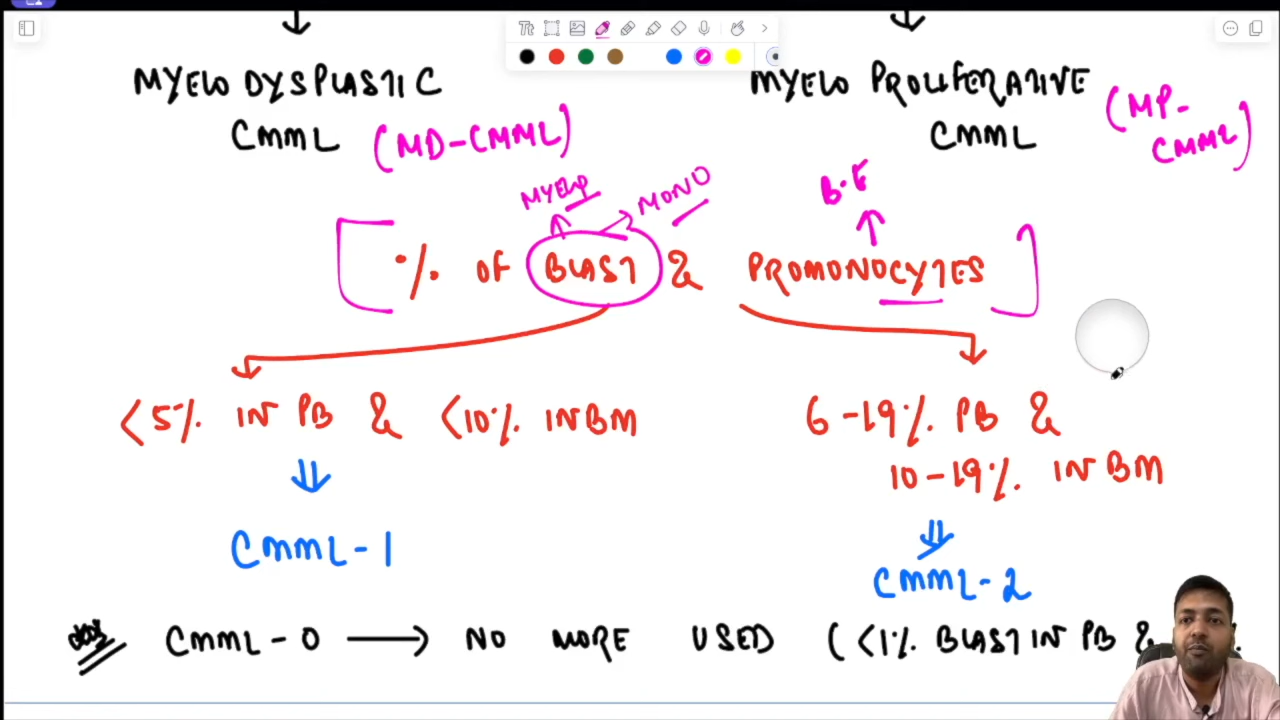 Tt
MYELODYSPLASTIC
CMML (MD-CMML)
MYELO PROLIFERATIVE
CMML (MP-CMML)
MYELO MONO B.E
% OF BLAST & PROMONOCYTES
<5% IN PB & <10% IN BM
6-19% PB &
10-19% IN BM
CMML-1
CMML-2
CMML-0 → NO MORE USED (<1% BLAST IN PB &